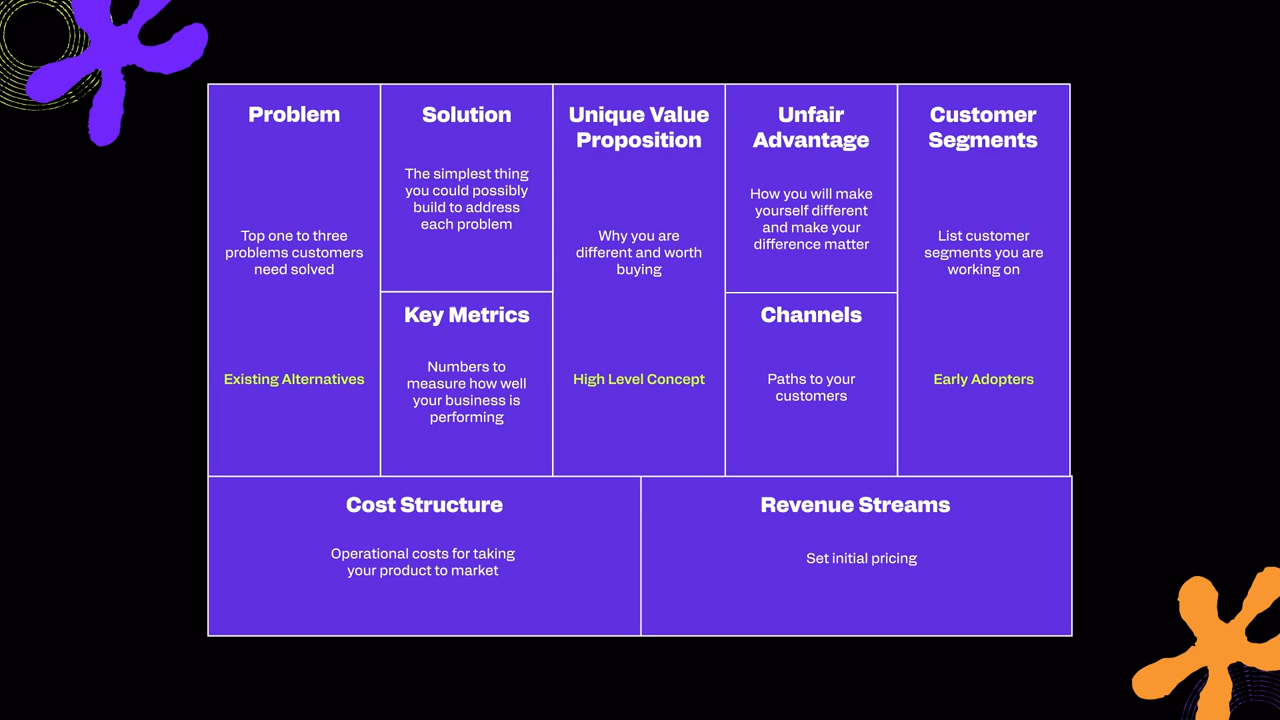 Problem
Top one to three
problems customers
need solved
Existing Alternatives
Solution
The simplest thing
you could possibly
build to address
each problem
Key Metrics
Numbers to
measure how well
your business is
performing
Unique Value
Proposition
Why you are
different and worth
buying
High Level Concept
Unfair
Advantage
How you will make
yourself different
and make your
difference matter
Channels
Paths to your
customers
Customer
Segments
List customer
segments you are
working on
Early Adopters
Cost Structure
Operational costs for taking
your product to market
Revenue Streams
Set initial pricing